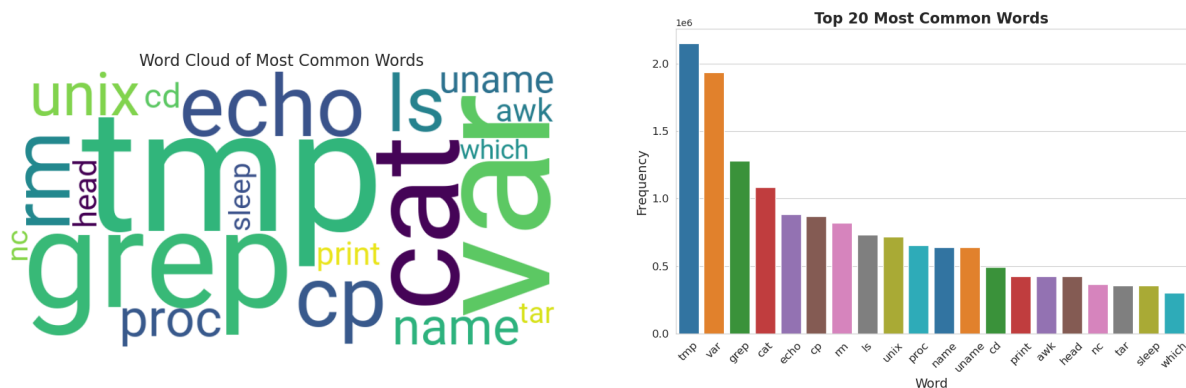 Word Cloud of Most Common Words
unix cd echo ls uname
awk
tmp cat var
rm head sleep which
nc grep print
proc cp name tar
Top 20 Most Common Words
1e6
2.0
1.5
1.0
0.5
0.0
Frequency
tmp var grep cat echo cp rm ls unix proc name uname cd print awk head nc tar sleep which
Word